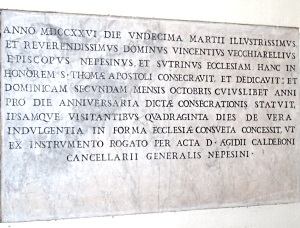 ANNO MDCCXXVI DIE VNDECIMA MARTII ILLVSTRISSIMVS
ET REVERENDISSIMVS DOMINVS VINCENTIVS VECCHIARELLIVS
EPISCOPVS NEPESINVS, ET SVTRINVS ECCLESIAM HANC IN
HONOREM S·THOMÆ APOSTOLI CONSECRAVIT, ET DEDICAVIT: ET
DOMINICAM SECVNDAM MENSIS OCTOBRIS CVIVSLIBET ANNI
PRO DIE ANNIVERSARIA DICTÆ CONSECRATIONIS STATVIT,
IPSAMQVE VISITANTIBVS QVADRAGINTA DIES DE VERA
INDVLGENTIA IN FORMA ECCLESIÆ CONSVETA CONCESSIT, VT
EX INSTRVMENTO ROGATO PER ACTA D·ÆGIDII CALDERONI
CANCELLARII GENERALIS NEPESINI·